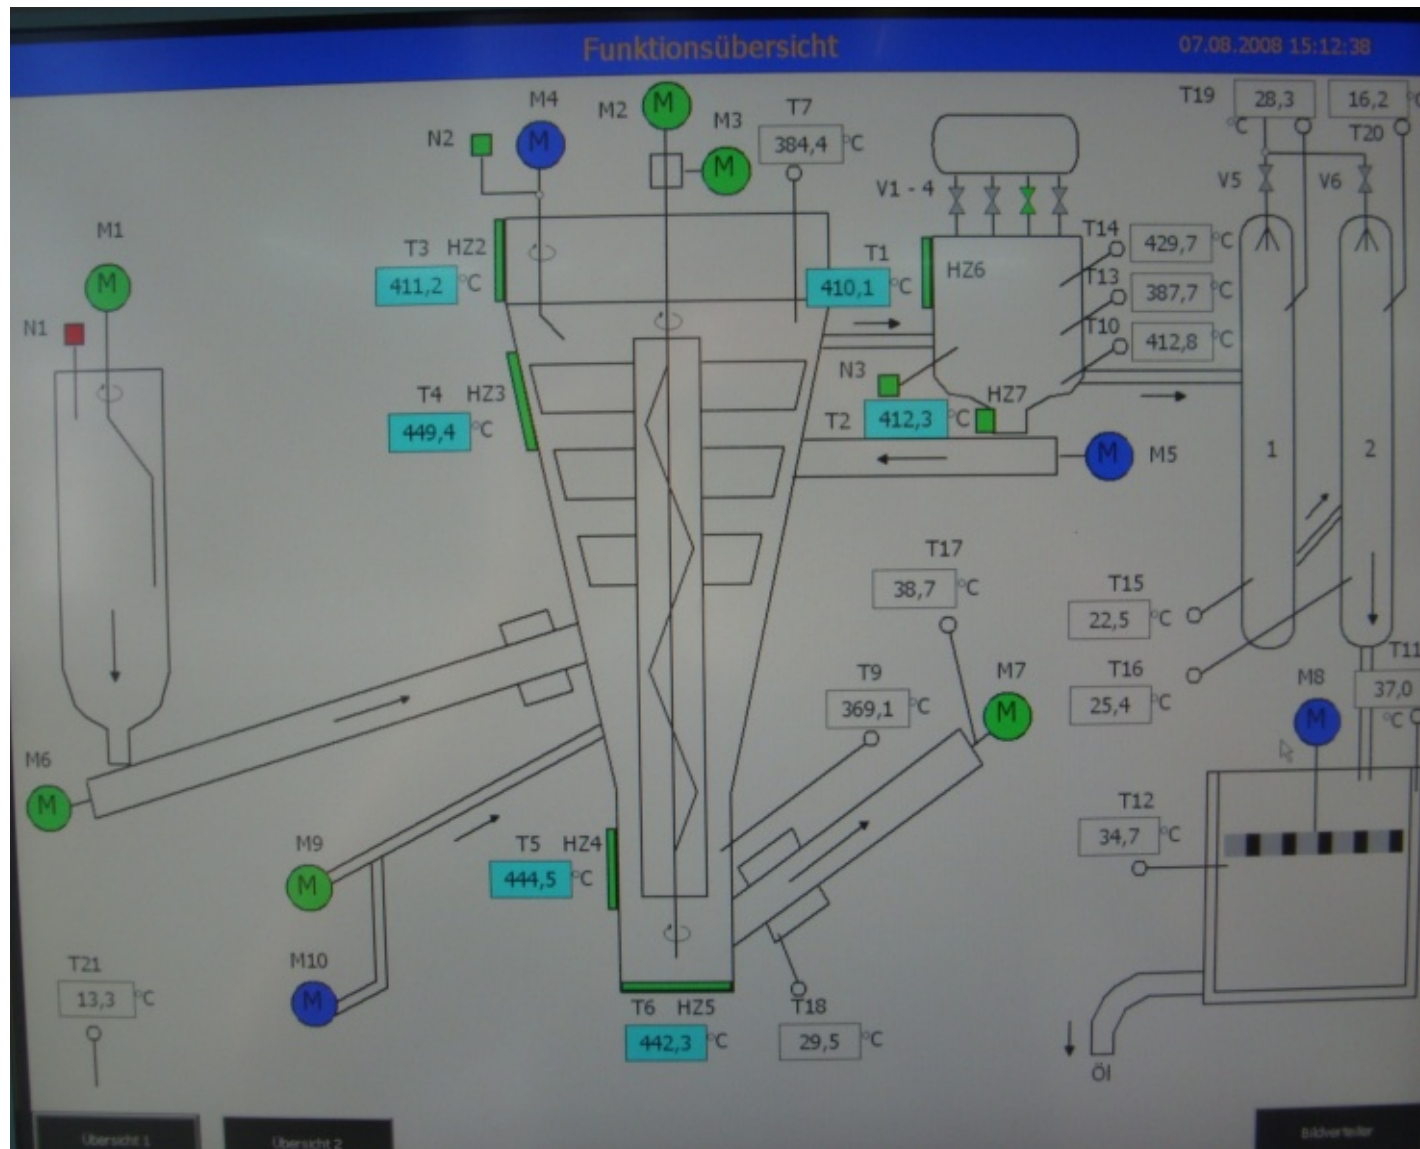 Funktionsübersicht
07.08.2008 15:12:38
M4
M
N2
M2
M
M3
M
T7
384,4 °C
V1 - 4
T19
28,3
°C
16,2
T20
V5
V6
M1
M
N1
T3 HZ2
411,2 °C
T1
410,1 °C
HZ6
T14
429,7 °C
T13
387,7 °C
T10
412,8 °C
T4 HZ3
449,4 °C
N3
HZ7
T2
412,3 °C
M
M5
1
2
T17
38,7 °C
T15
22,5 °C
T16
25,4 °C
T9
369,1 °C
M7
M
M8
M
T11
37,0
°C
M6
M
T12
34,7 °C
M9
M
T5 HZ4
444,5 °C
M10
M
T21
13,3 °C
T6 HZ5
442,3 °C
T18
29,5 °C
Öl
Übersicht 1
Übersicht 2
Bildverteiler